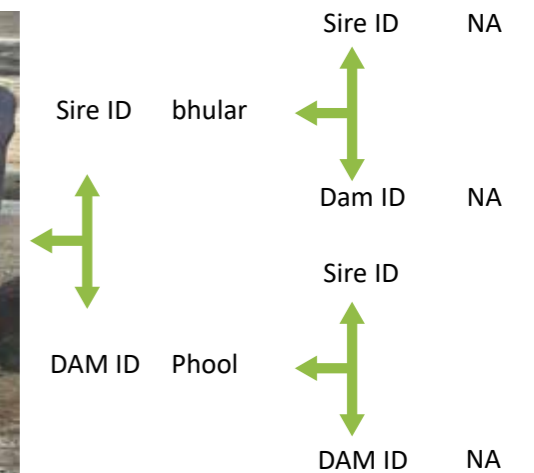 Sire ID NA
Sire ID bhular
Dam ID NA
Sire ID
DAM ID Phool
DAM ID NA